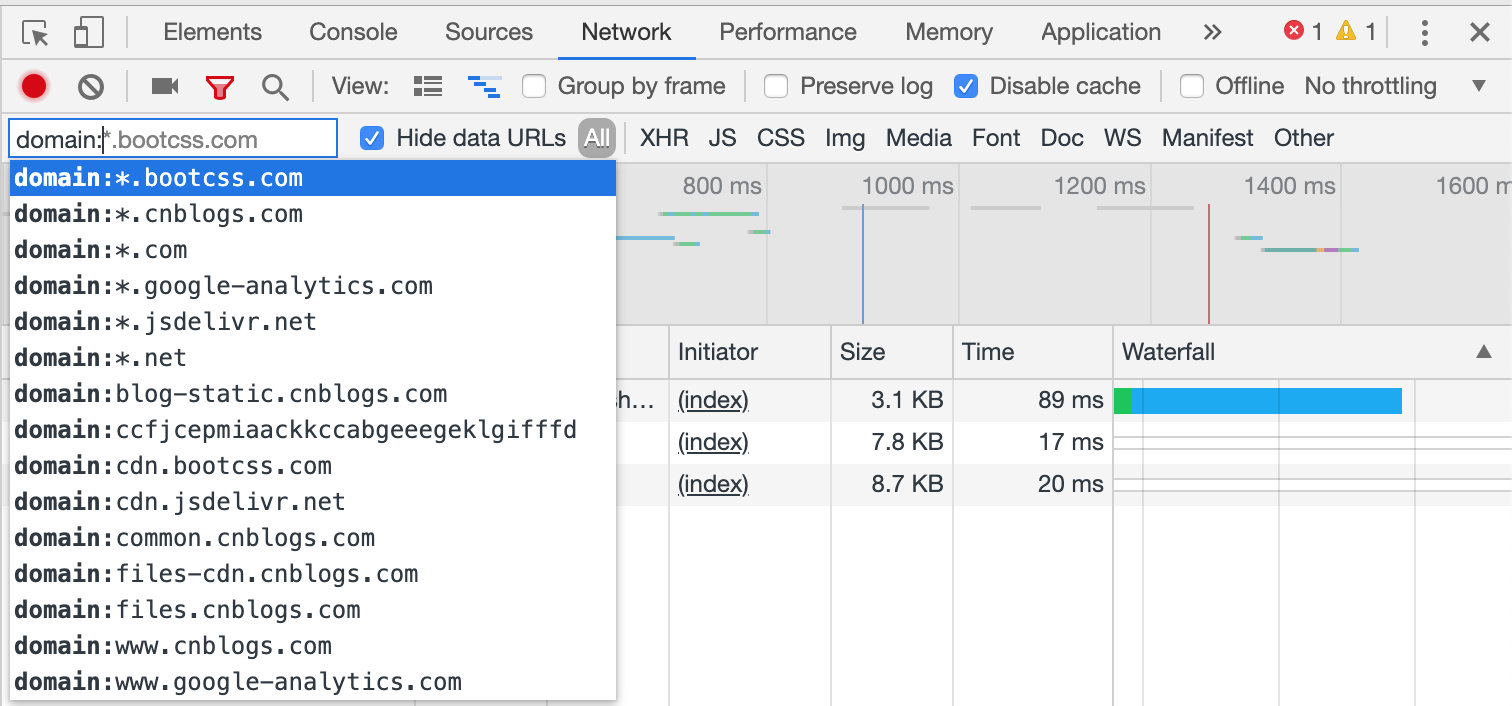 Elements Console Sources Network Performance Memory Application » 1 1
View: Group by frame Preserve log Disable cache Offline No throttling
domain:*.bootcss.com Hide data URLs All XHR JS CSS Img Media Font Doc WS Manifest Other
800 ms 1000 ms 1200 ms 1400 ms 1600 m
domain:*.bootcss.com
domain:*.cnblogs.com
domain:*.com
domain:*.google-analytics.com
domain:*.jsdelivr.net
domain:*.net
domain:blog-static.cnblogs.com
domain:ccfjcepmiaackkccabgeeegeklgifffd
domain:cdn.bootcss.com
domain:cdn.jsdelivr.net
domain:common.cnblogs.com
domain:files-cdn.cnblogs.com
domain:files.cnblogs.com
domain:www.cnblogs.com
domain:www.google-analytics.com
Initiator Size Time Waterfall
h… (index) 3.1 KB 89 ms
(index) 7.8 KB 17 ms
(index) 8.7 KB 20 ms